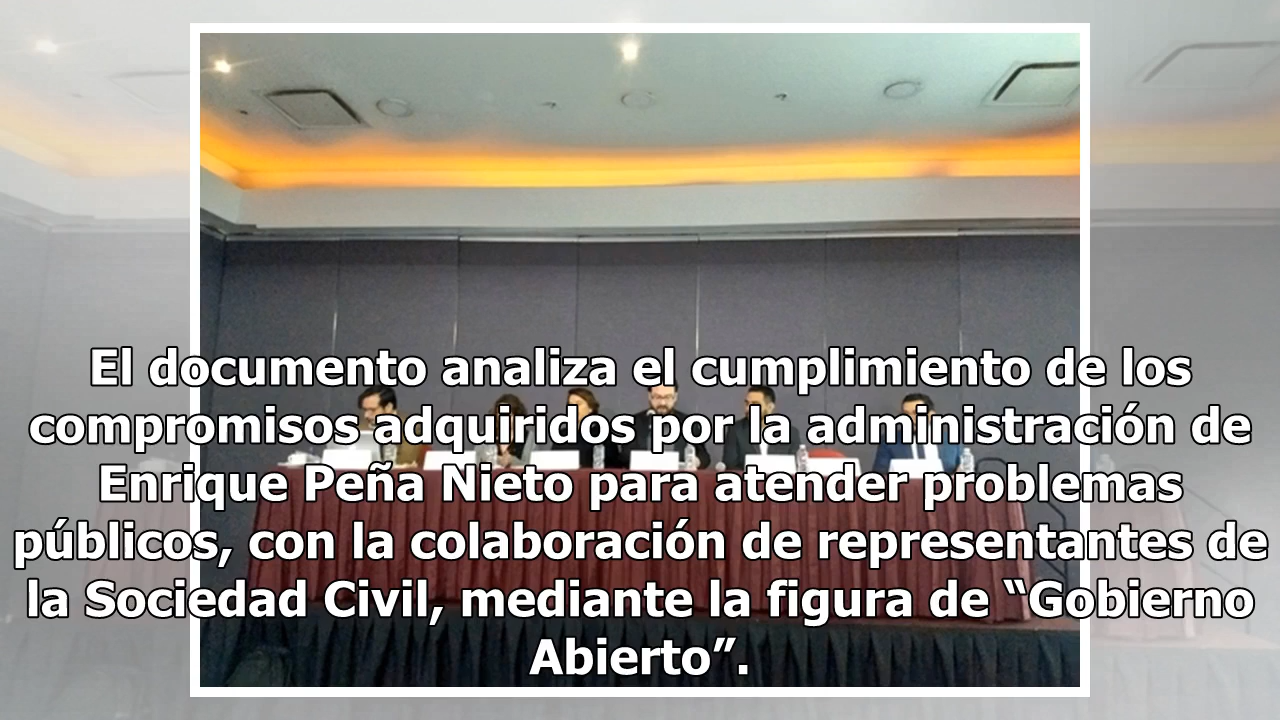 El documento analiza el cumplimiento de los
compromisos adquiridos por la administración de
Enrique Peña Nieto para atender problemas
públicos, con la colaboración de representantes de
la Sociedad Civil, mediante la figura de “Gobierno
Abierto”.